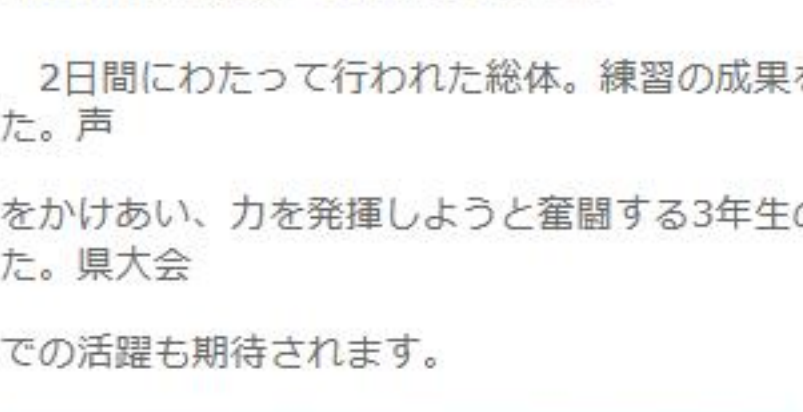 2日間にわたって行われた総体。練習の成果を
た。声
をかけあい、力を発揮しようと奮闘する3年生の
た。県大会
での活躍も期待されます。